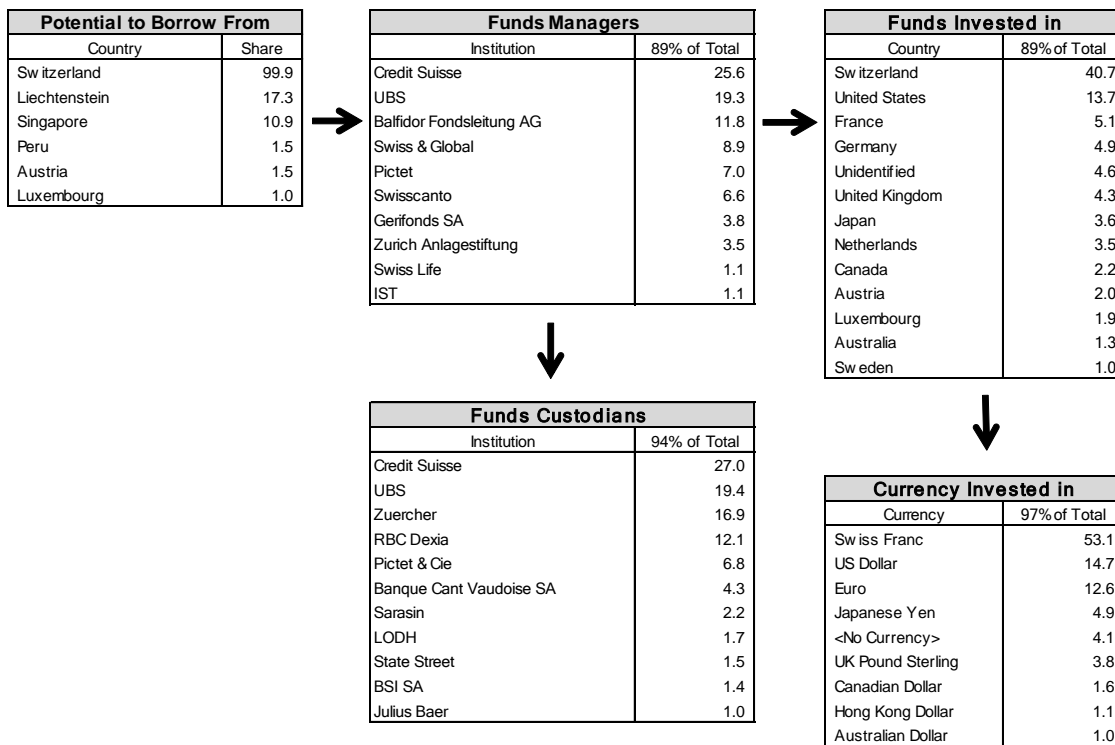 Potential to Borrow From
Country Share
Switzerland 99.9
Liechtenstein 17.3
Singapore 10.9
Peru 1.5
Austria 1.5
Luxembourg 1.0
Funds Managers
Institution 89% of Total
Credit Suisse 25.6
UBS 19.3
Balfidor Fondsleitung AG 11.8
Swiss & Global 8.9
Pictet 7.0
Swisscanto 6.6
Gerifonds SA 3.8
Zurich Anlagestiftung 3.5
Swiss Life 1.1
IST 1.1
Funds Invested in
Country 89% of Total
Switzerland 40.7
United States 13.7
France 5.1
Germany 4.9
Unidentified 4.6
United Kingdom 4.3
Japan 3.6
Netherlands 3.5
Canada 2.2
Austria 2.0
Luxembourg 1.9
Australia 1.3
Sweden 1.0
Funds Custodians
Institution 94% of Total
Credit Suisse 27.0
UBS 19.4
Zuercher 16.9
RBC Dexia 12.1
Pictet & Cie 6.8
Banque Cant Vaudoise SA 4.3
Sarasin 2.2
LODH 1.7
State Street 1.5
BSI SA 1.4
Julius Baer 1.0
Currency Invested in
Currency 97% of Total
Swiss Franc 53.1
US Dollar 14.7
Euro 12.6
Japanese Yen 4.9
<No Currency> 4.1
UK Pound Sterling 3.8
Canadian Dollar 1.6
Hong Kong Dollar 1.1
Australian Dollar 1.0